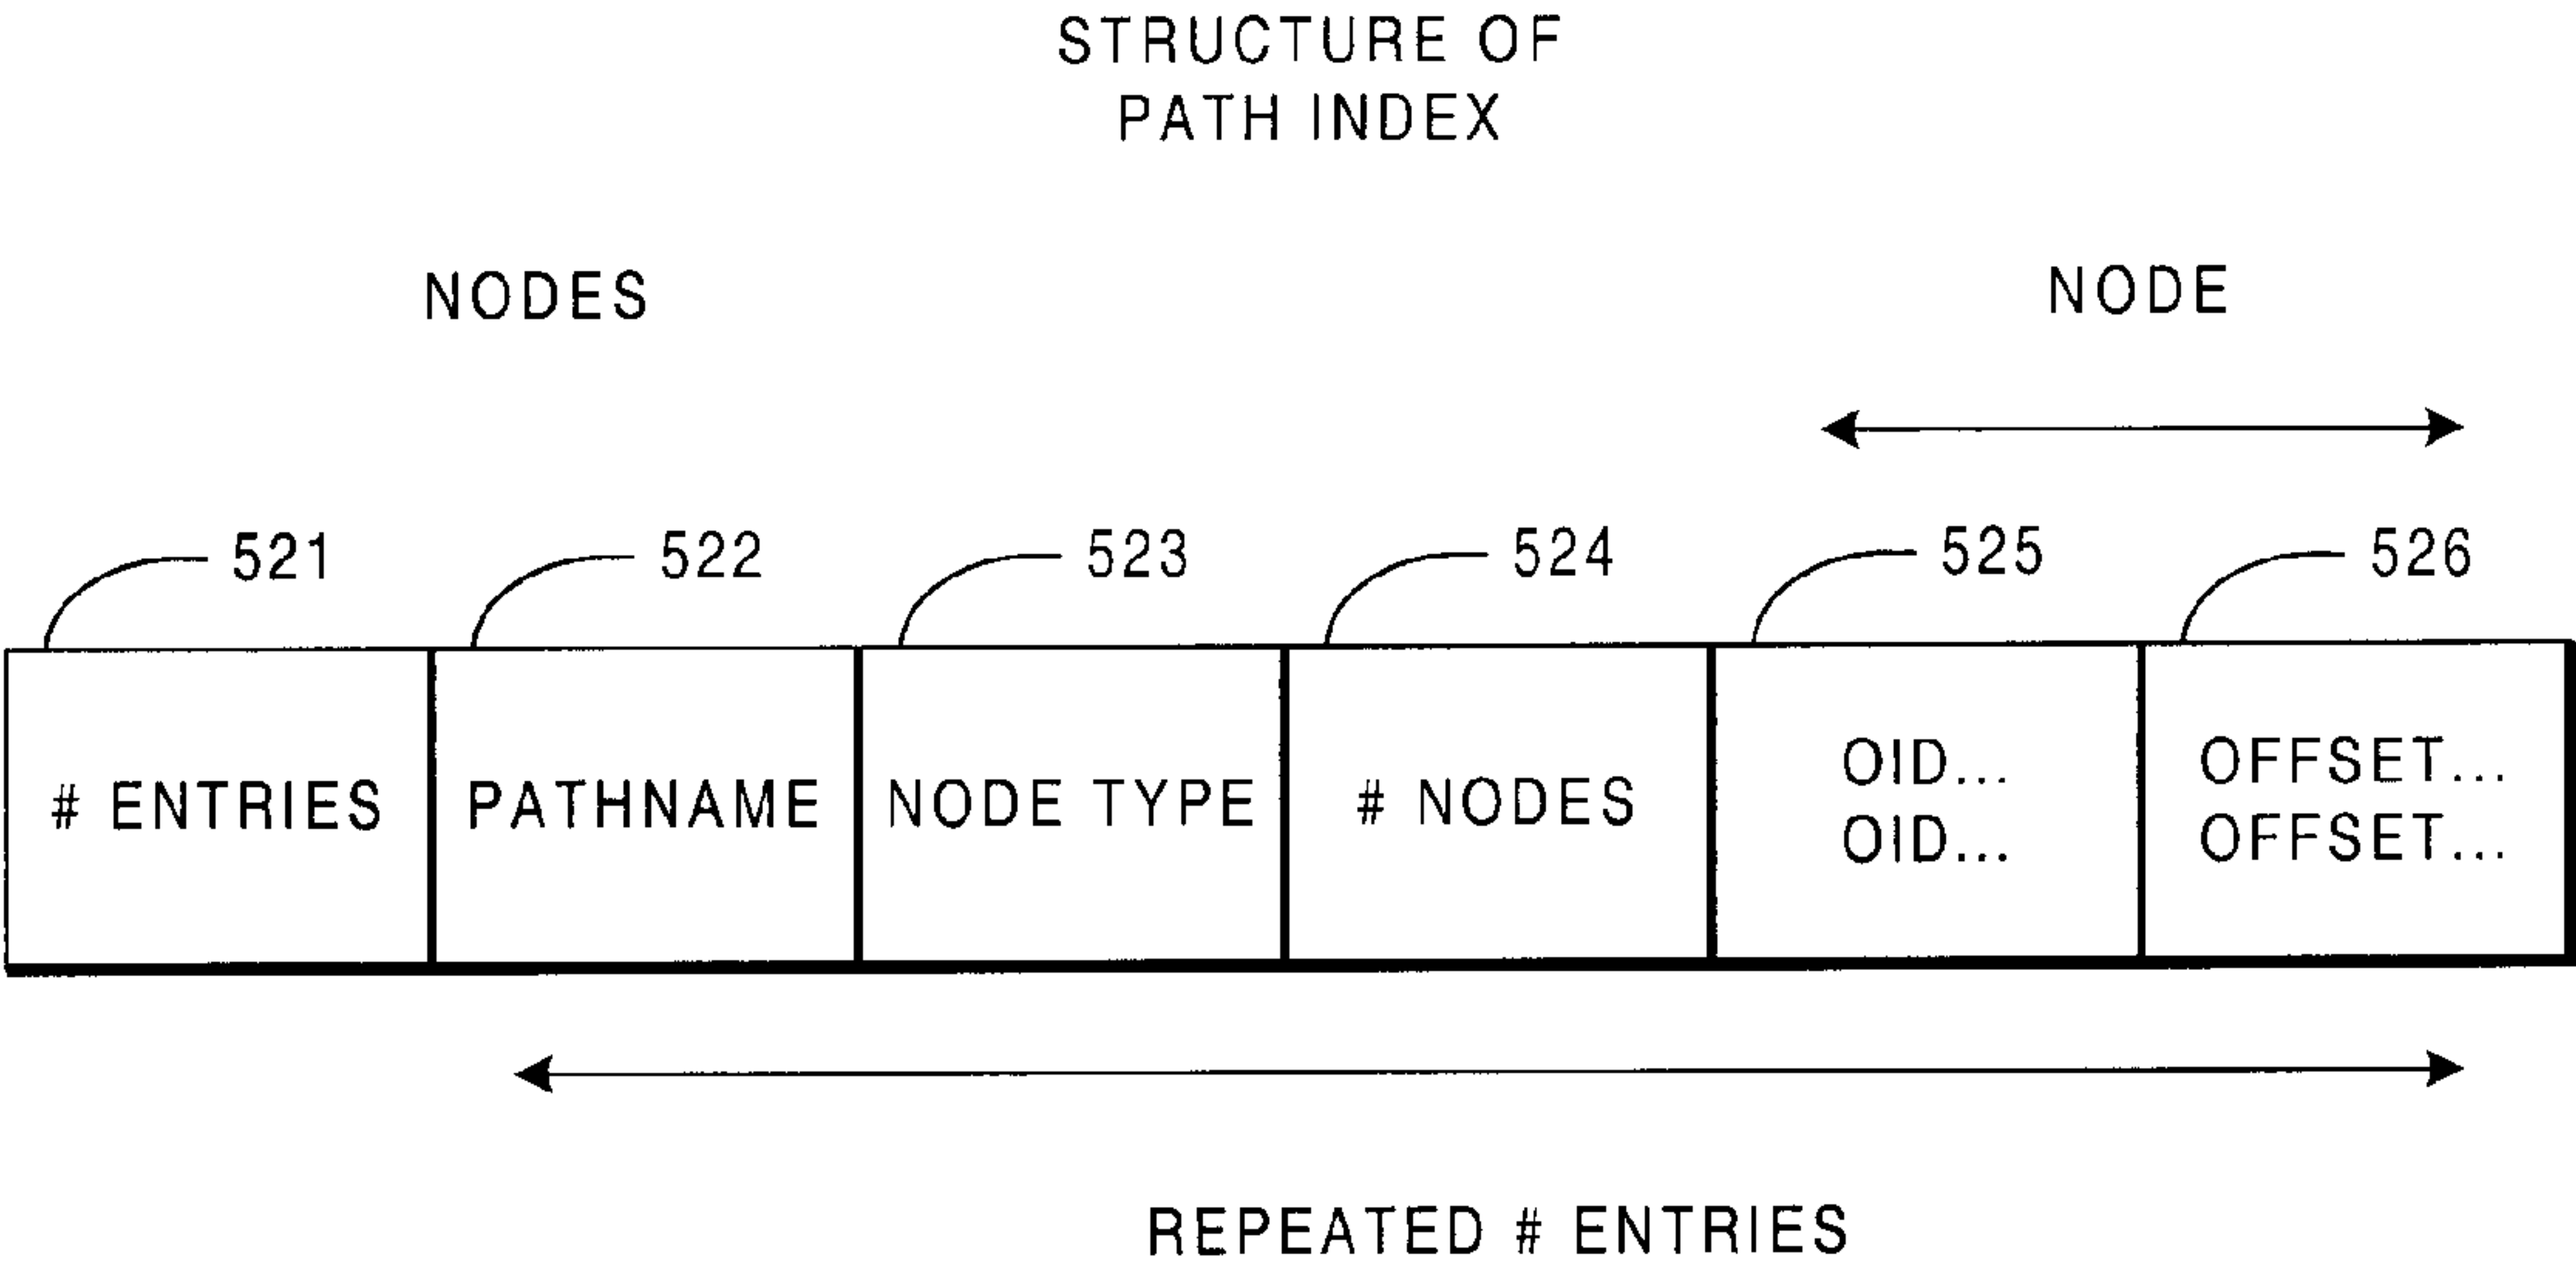 STRUCTURE OF
PATH INDEX
NODES
NODE
521
522
523
524
525
526
# ENTRIES
PATHNAME
NODE TYPE
# NODES
OID...
OID...
OFFSET...
OFFSET...
REPEATED # ENTRIES